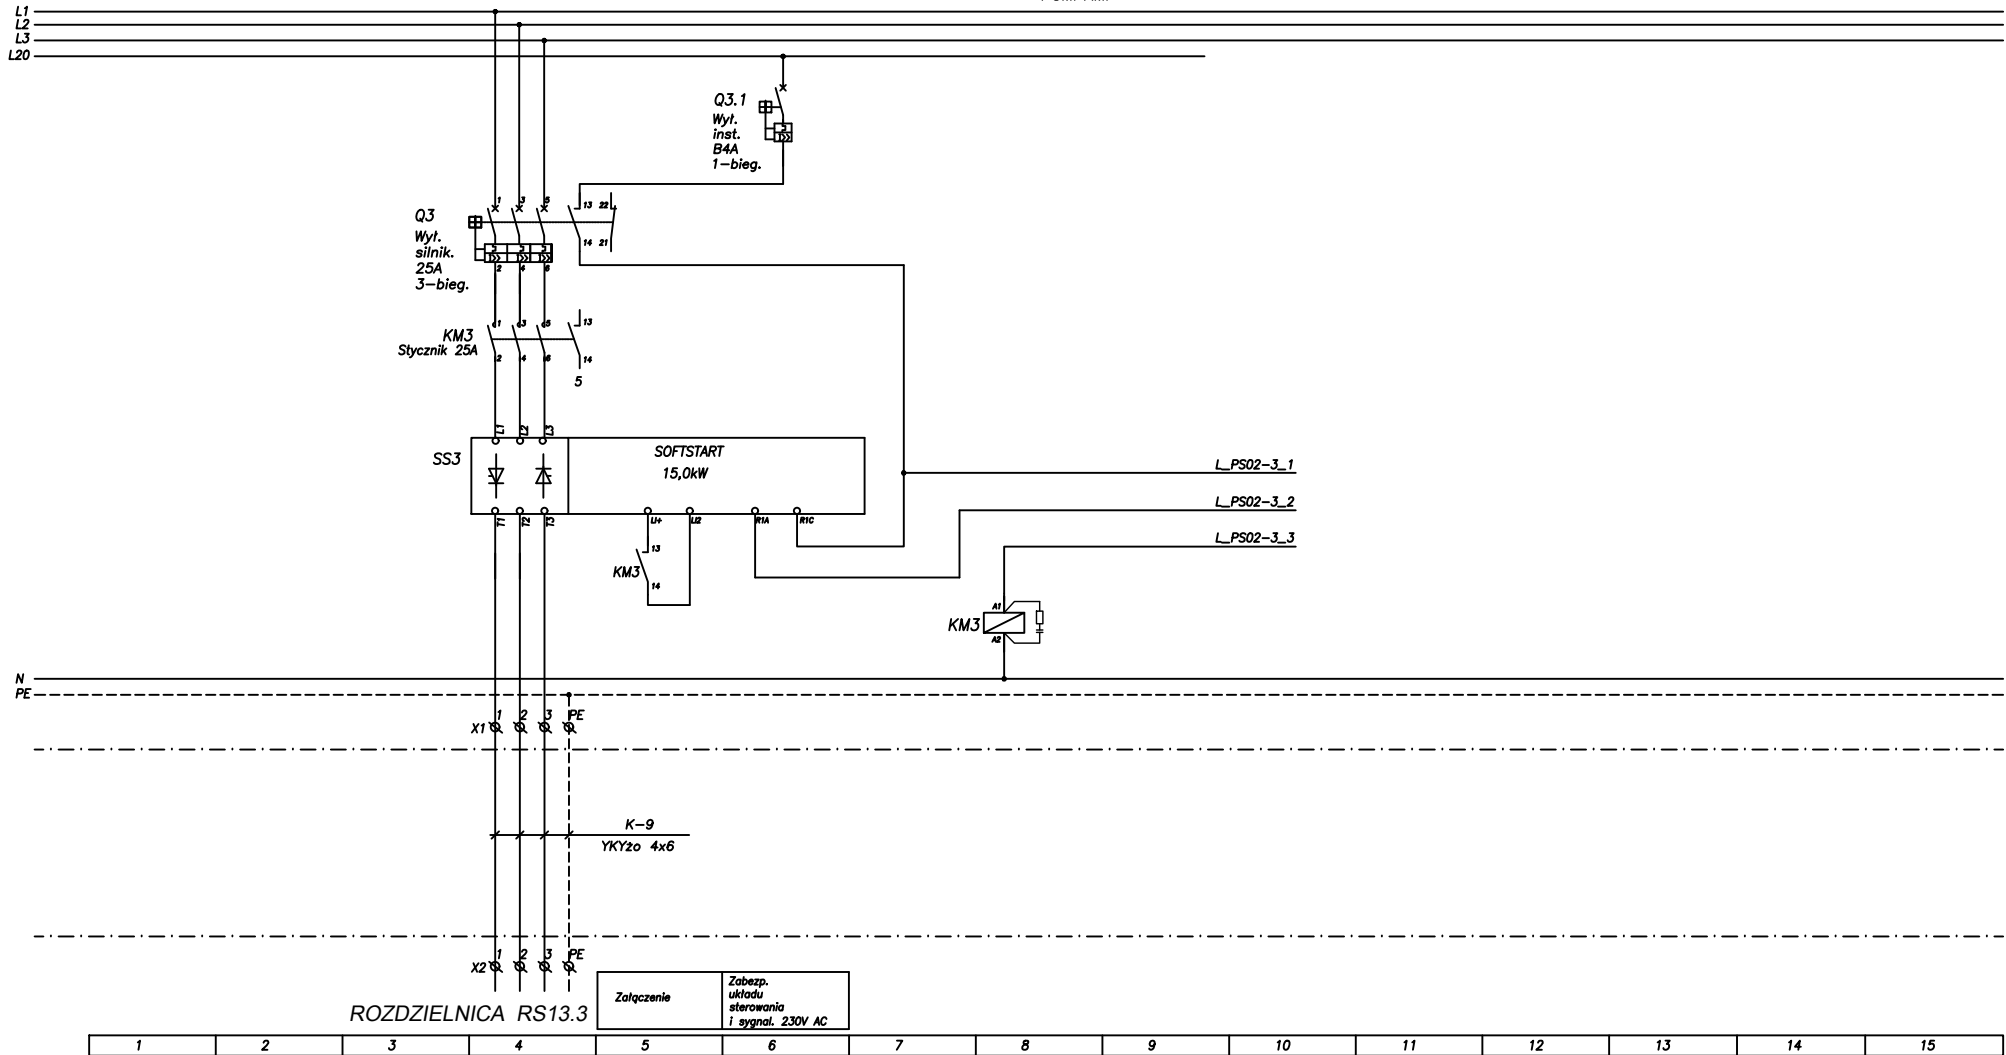 L1
L2
L3
L20
Q3.1
Wył.
inst.
B4A
1-bieg.
Q3
Wył.
silnik.
25A
3-bieg.
1 3 5 13 22
14 21
2 4 6
KM3
Stycznik 25A
1 3 5 13
2 4 6 14
5
SS3
L1 L2 L3
SOFTSTART
15,0kW
T1 T2 T3 LI+ LI2 R1A R1C
L_PS02-3_1
L_PS02-3_2
L_PS02-3_3
KM3
13
14
KM3
A1
A2
N
PE
X1
1 2 3 PE
K-9
YKYżo 4x6
X2
1 2 3 PE
ROZDZIELNICA RS13.3
Załączenie
Zabezp.
układu
sterowania
i sygnal. 230V AC
1 2 3 4 5 6 7 8 9 10 11 12 13 14 15